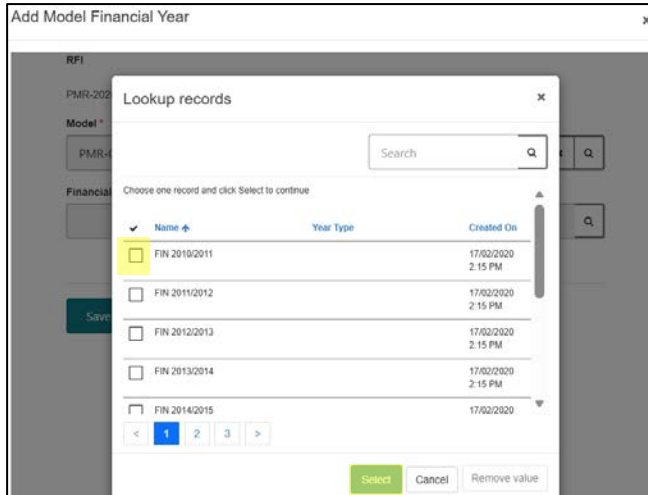 Add Model Financial Year
RFI
PMR-202
Lookup records
Model *
Search
PMR-0
Choose one record and click Select to continue
Financial
Name Year Type Created On
FIN 2010/2011 17/02/2020
2:15 PM
FIN 2011/2012 17/02/2020
2:15 PM
Save
FIN 2012/2013 17/02/2020
2:15 PM
FIN 2013/2014 17/02/2020
2:15 PM
FIN 2014/2015 17/02/2020
< 1 2 3 >
Select Cancel Remove value